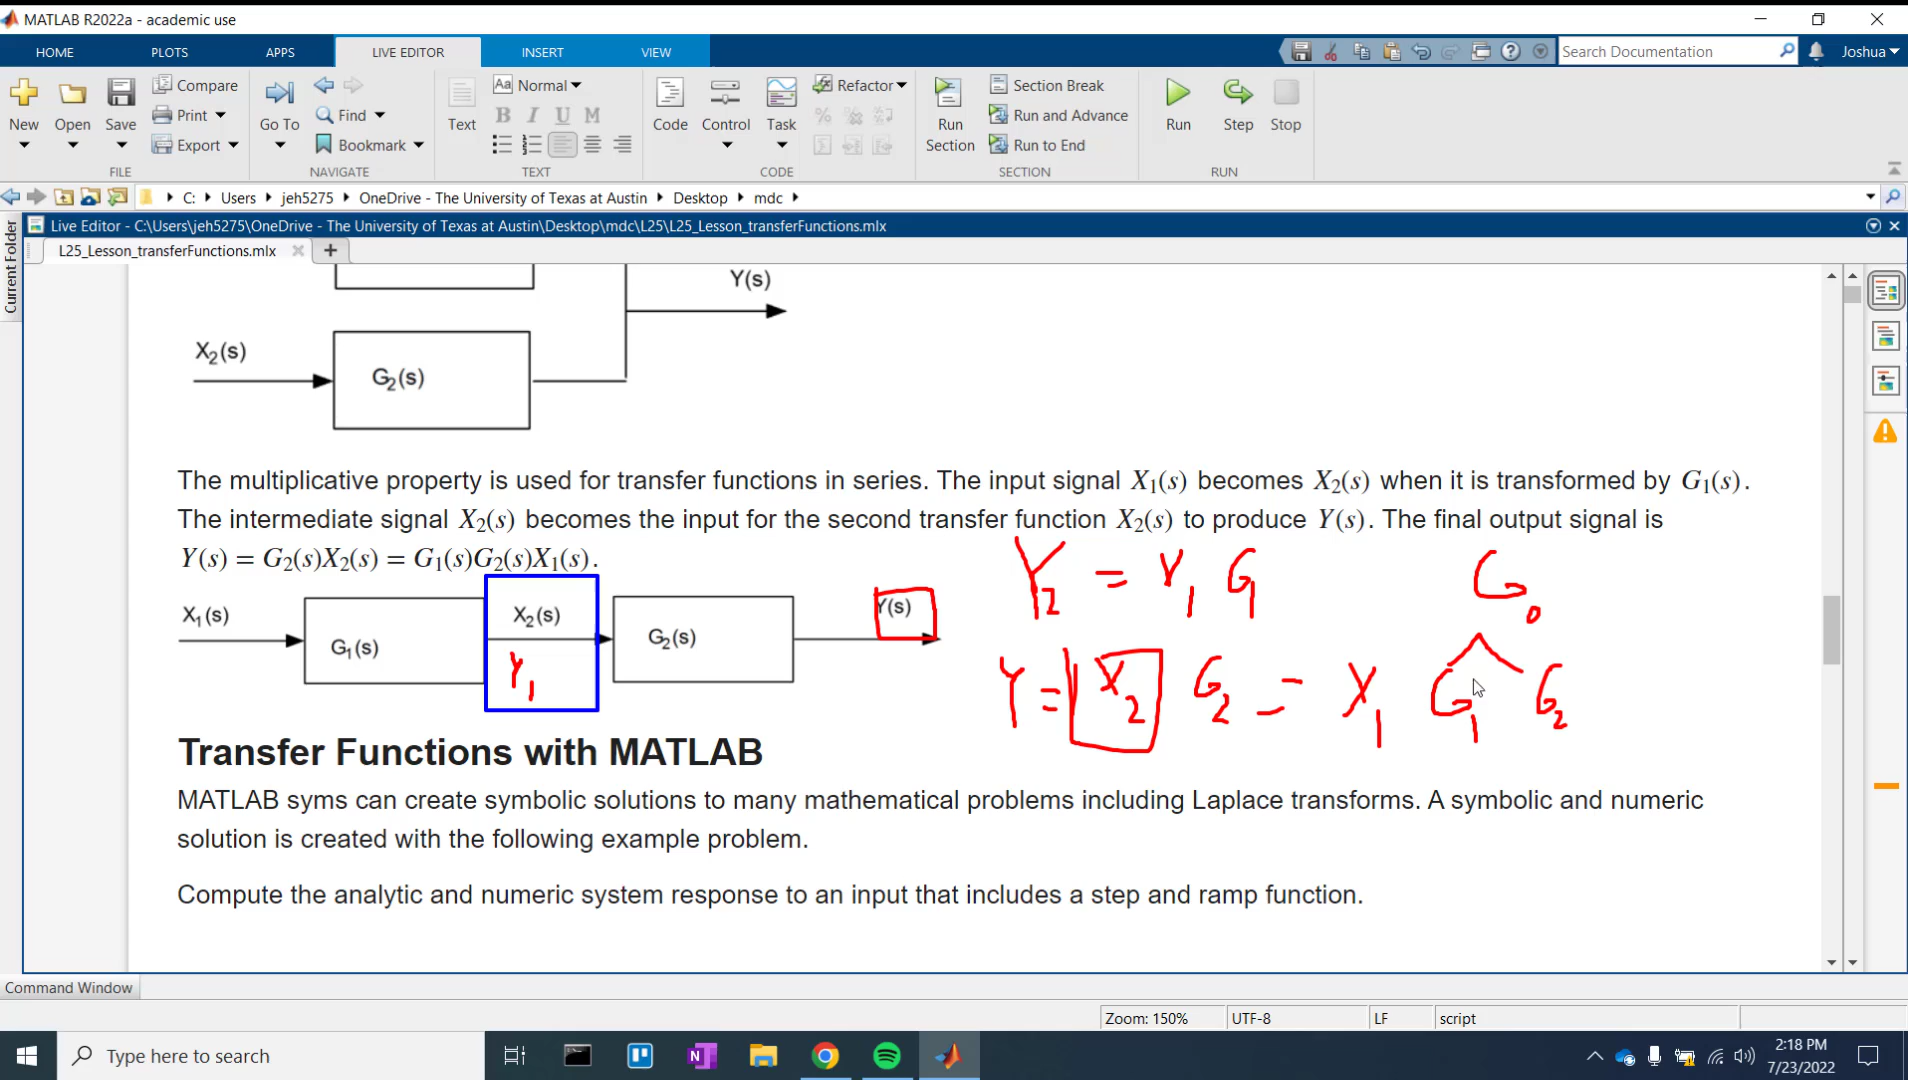 MATLAB R2022a - academic use
HOME PLOTS APPS LIVE EDITOR INSERT VIEW Search Documentation Joshua
New Open Save Compare Print Export
FILE
Go To Find Bookmark
NAVIGATE
Text Aa Normal B I U M
TEXT
Code Control Task Refactor
CODE
Run Section Section Break Run and Advance Run to End
SECTION
Run Step Stop
RUN
C: Users jeh5275 OneDrive - The University of Texas at Austin Desktop mdc
Current Folder
Live Editor - C:\Users\jeh5275\OneDrive - The University of Texas at Austin\Desktop\mdc\L25\L25_Lesson_transferFunctions.mlx
L25_Lesson_transferFunctions.mlx
Y(s)
X₂(s)
G₂(s)
The multiplicative property is used for transfer functions in series. The input signal X₁(s) becomes X₂(s) when it is transformed by G₁(s).
The intermediate signal X₂(s) becomes the input for the second transfer function X₂(s) to produce Y(s). The final output signal is
Y(s) = G₂(s)X₂(s) = G₁(s)G₂(s)X₁(s).
X₁(s) G₁(s) X₂(s) G₂(s) Y(s)
Y₁
G₀
Y = X₂ G₂ = X₁ G₁ G₂
Transfer Functions with MATLAB
MATLAB syms can create symbolic solutions to many mathematical problems including Laplace transforms. A symbolic and numeric
solution is created with the following example problem.
Compute the analytic and numeric system response to an input that includes a step and ramp function.
Command Window
Zoom: 150% UTF-8 LF script
Type here to search
2:18 PM
7/23/2022